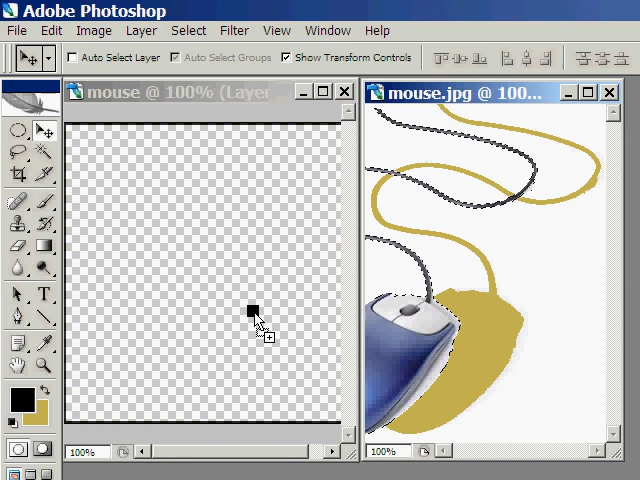 Adobe Photoshop
File Edit Image Layer Select Filter View Window Help
Auto Select Layer Auto Select Groups Show Transform Controls
mouse @ 100% (Layer
mouse.jpg @ 100...
T
100%
100%